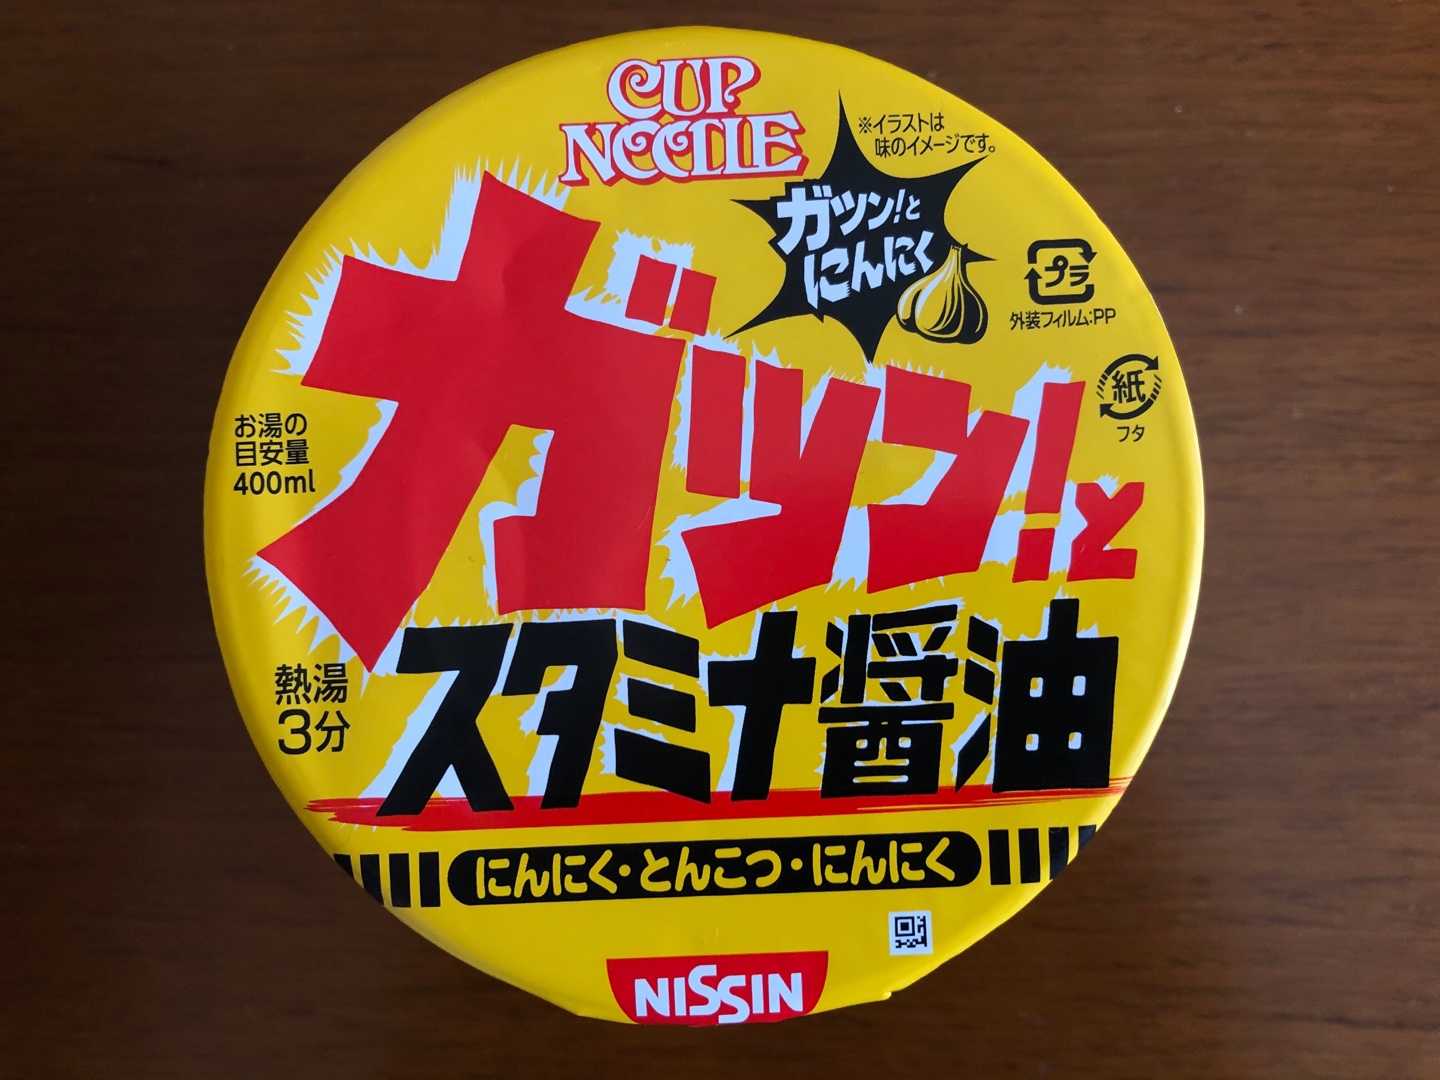 CUP
NOODLE
※イラストは
味のイメージです。
ガツン!と
にんにく
プラ
外装フィルム:PP
紙
フタ
ガツン!と
お湯の
目安量
400ml
スタミナ醤油
熱湯
3分
にんにく・とんこつ・にんにく
NISSIN